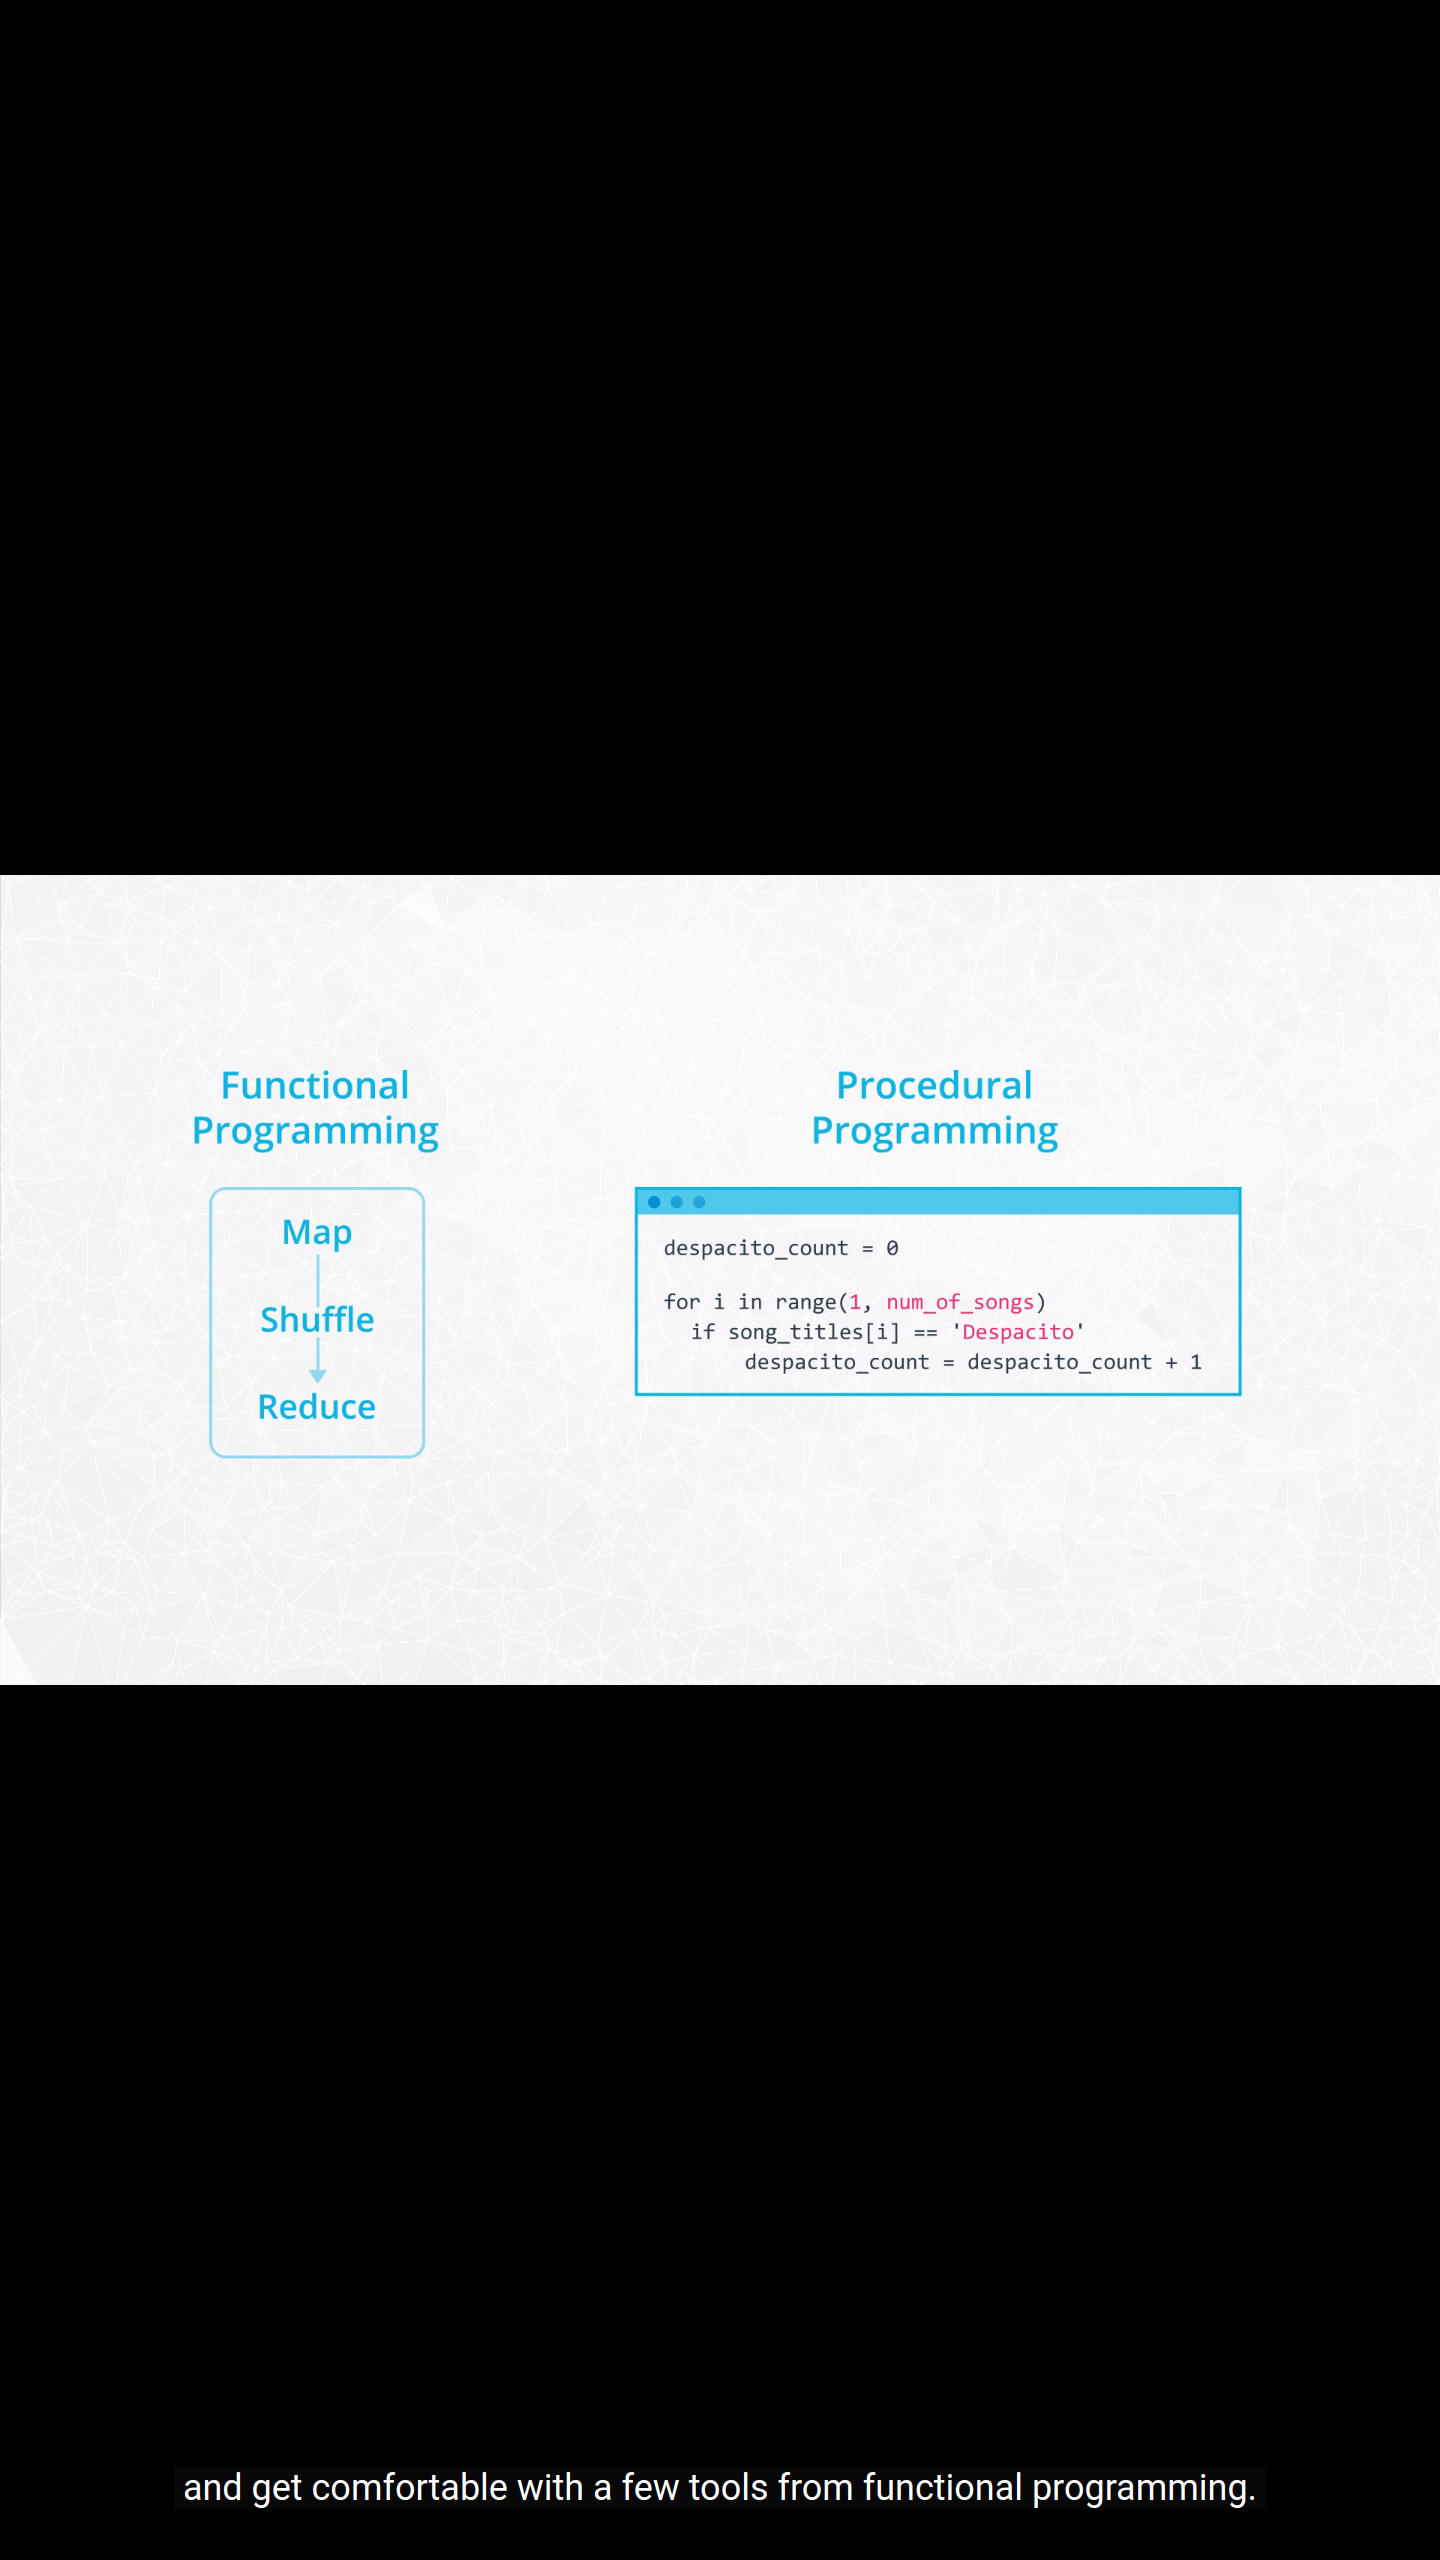 Functional
Programming
Map
Shuffle
Reduce
Procedural
Programming
despacito_count = 0
for i in range(1, num_of_songs)
if song_titles[i] == 'Despacito'
despacito_count = despacito_count + 1
and get comfortable with a few tools from functional programming.